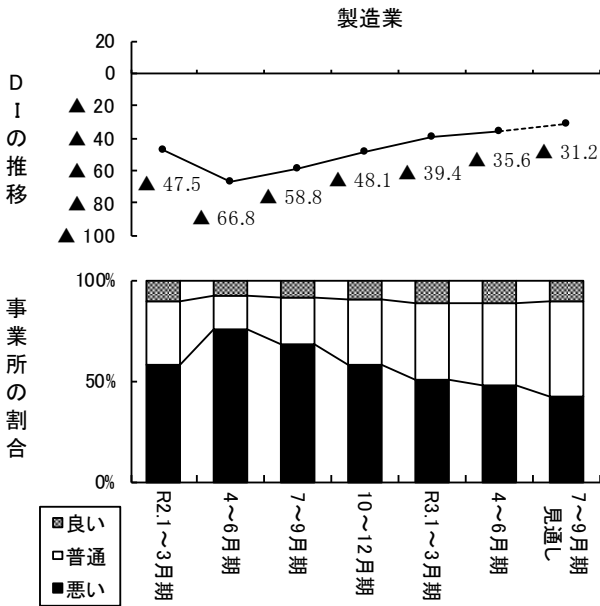 製造業
DIの推移
20
0
▲ 20
▲ 40
▲ 60
▲ 80
▲ 100
▲ 47.5
▲ 66.8
▲ 58.8
▲ 48.1
▲ 39.4
▲ 35.6
▲ 31.2
事業所の割合
100%
50%
0%
R2.1～3月期
4～6月期
7～9月期
10～12月期
R3.1～3月期
4～6月期
7～9月期
見通し
良い
普通
悪い